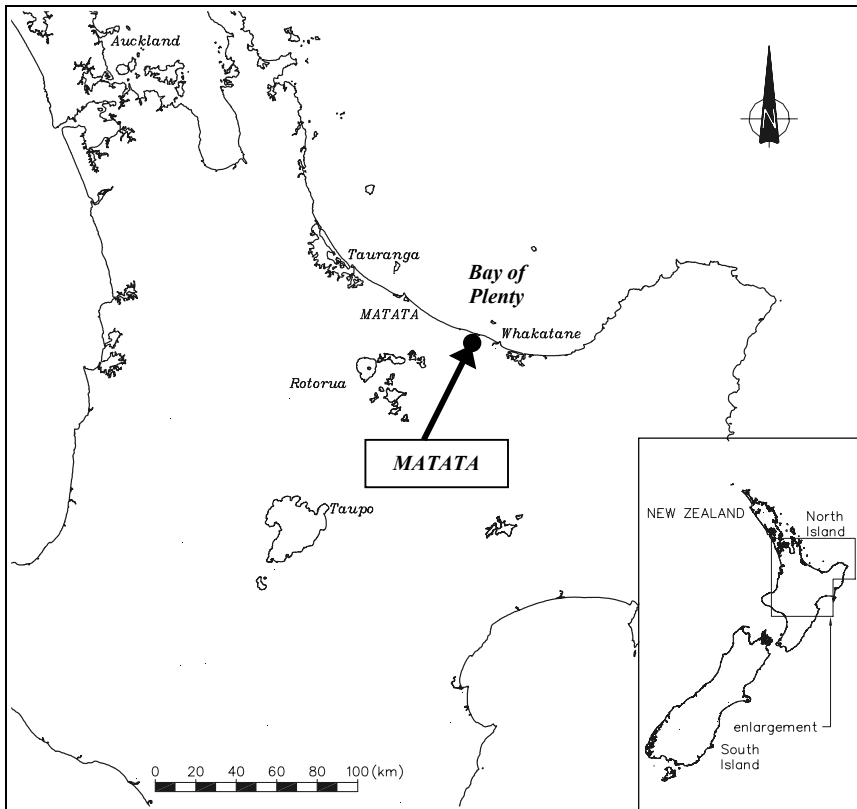 Auckland
N
Tauranga
Bay of
Plenty
MATATA
Whakatane
Rotorua
MATATA
Taupo
NEW ZEALAND
North
Island
enlargement
South
Island
0 20 40 60 80 100 (km)